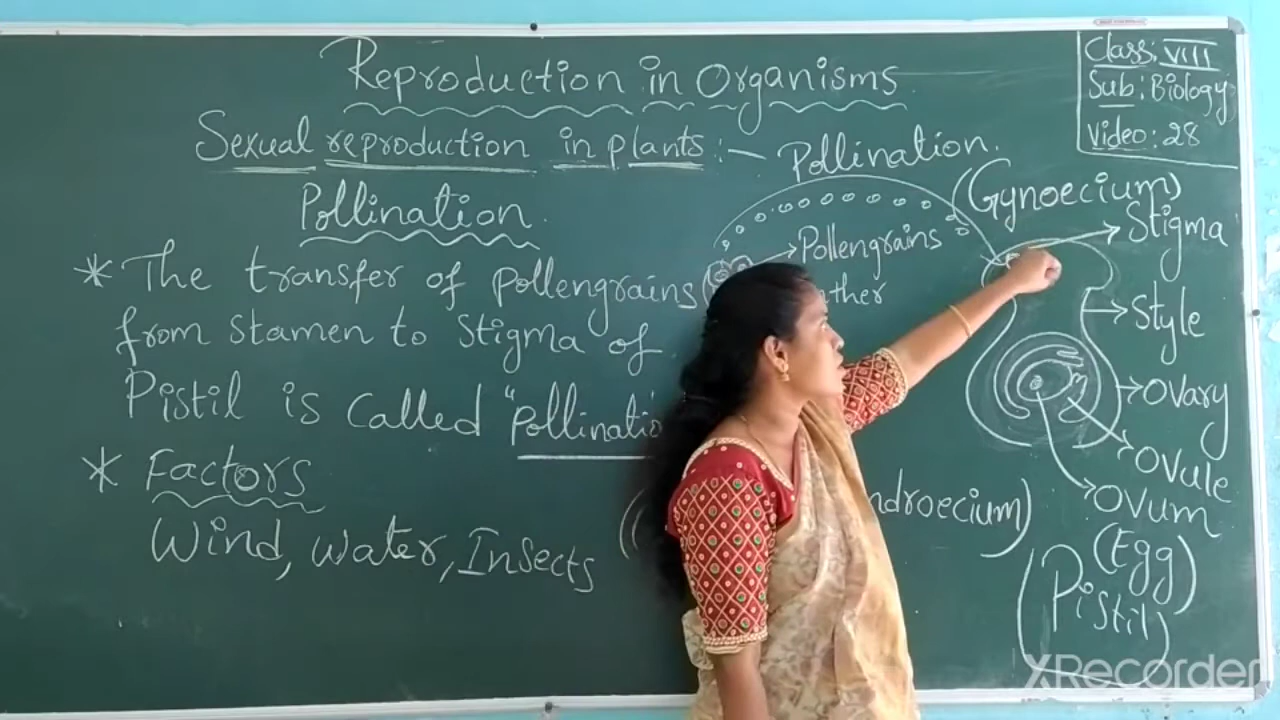 Reproduction in Organisms
Class: VIII
Sub: Biology
Video: 28
Sexual reproduction in plants :- Pollination.
Pollination.
* The transfer of pollengrains
from stamen to stigma of
Pistil is called "pollinatio
* Factors
Wind, water, Insects
Pollengrains
ther
ndroecium)
(Gynoecium)
Stigma
Style
Ovary
Ovule
Ovum
(Egg)
(Pistil)
XRecorder